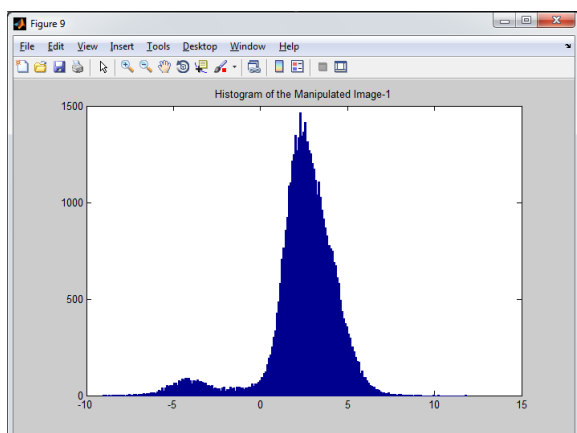 Figure 9
File Edit View Insert Tools Desktop Window Help
Histogram of the Manipulated Image-1
1500
1000
500
0
-10 -5 0 5 10 15